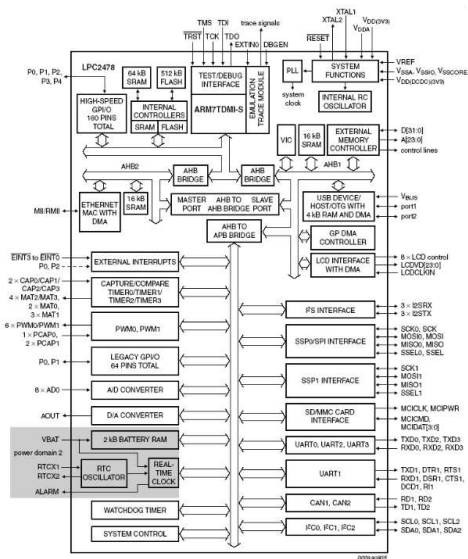 TMS TDI
trace signals
XTAL1
TRST TCK TDO EXTIN0 DBGEN
XTAL2
VDD(3V3)
VDDA
RESET
LPC2478
P0, P1, P2,
P3, P4
64 kB
SRAM
512 kB
FLASH
TEST/DEBUG
INTERFACE
EMULATION
TRACE MODULE
PLL
SYSTEM
FUNCTIONS
VREF
VSSA, VSSIO, VSSCORE
VDD(DCDC)(3V3)
system
clock
INTERNAL RC
OSCILLATOR
HIGH-SPEED
GPI/O
160 PINS
TOTAL
INTERNAL
CONTROLLERS
SRAM FLASH
ARM7TDMI-S
VIC
16 kB
SRAM
EXTERNAL
MEMORY
CONTROLLER
D[31:0]
A[23:0]
control lines
AHB2
AHB
BRIDGE
AHB
BRIDGE
AHB1
MII/RMII
ETHERNET
MAC WITH
DMA
16 kB
SRAM
MASTER AHB TO SLAVE
PORT AHB BRIDGE PORT
USB DEVICE/
HOST/OTG WITH
4 kB RAM AND DMA
VBUS
port1
port2
AHB TO
APB BRIDGE
GP DMA
CONTROLLER
LCD INTERFACE
WITH DMA
8 × LCD control
LCDVD[23:0]
LCDCLKIN
EINT3 to EINT0
P0, P2
EXTERNAL INTERRUPTS
2 × CAP0/CAP1/
CAP2/CAP3
4 × MAT2/MAT3,
2 × MAT0,
3 × MAT1
CAPTURE/COMPARE
TIMER0/TIMER1/
TIMER2/TIMER3
I²S INTERFACE
3 × I2SRX
3 × I2STX
6 × PWM0/PWM1
1 × PCAP0,
2 × PCAP1
PWM0, PWM1
SSP0/SPI INTERFACE
SCK0, SCK
MOSI0, MOSI
MISO0, MISO
SSEL0, SSEL
P0, P1
LEGACY GPI/O
64 PINS TOTAL
SSP1 INTERFACE
SCK1
MOSI1
MISO1
SSEL1
8 × AD0
A/D CONVERTER
SD/MMC CARD
INTERFACE
MCICLK, MCIPWR
MCICMD,
MCIDAT[3:0]
AOUT
D/A CONVERTER
VBAT
2 kB BATTERY RAM
UART0, UART2, UART3
TXD0, TXD2, TXD3
RXD0, RXD2, RXD3
power domain 2
RTCX1
RTCX2
RTC
OSCILLATOR
REAL-
TIME
CLOCK
ALARM
UART1
TXD1, DTR1, RTS1
RXD1, DSR1, CTS1,
DCD1, RI1
WATCHDOG TIMER
CAN1, CAN2
RD1, RD2
TD1, TD2
SYSTEM CONTROL
I²C0, I²C1, I²C2
SCL0, SCL1, SCL2
SDA0, SDA1, SDA2